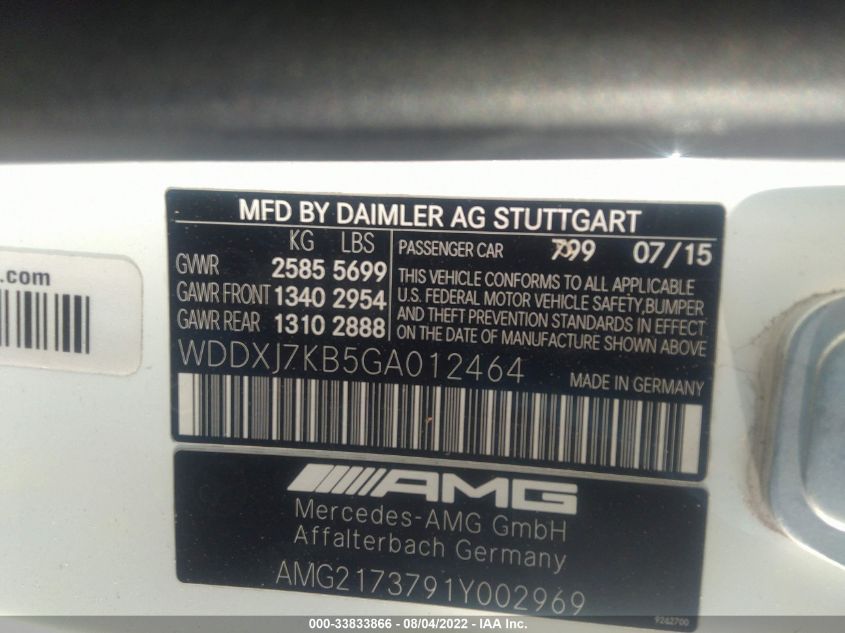 MFD BY DAIMLER AG STUTTGART
KG LBS
GVWR 2585 5699
GAWR FRONT 1340 2954
GAWR REAR 1310 2888
PASSENGER CAR 799 07/15
THIS VEHICLE CONFORMS TO ALL APPLICABLE
U.S. FEDERAL MOTOR VEHICLE SAFETY, BUMPER
AND THEFT PREVENTION STANDARDS IN EFFECT
ON THE DATE OF MANUFACTURE SHOWN ABOVE
WDDXJ7KB5GA012464
MADE IN GERMANY
.com
AMG
Mercedes-AMG GmbH
Affalterbach Germany
AMG2173791Y002969
9242700
000-33833866 - 08/04/2022 - IAA Inc.